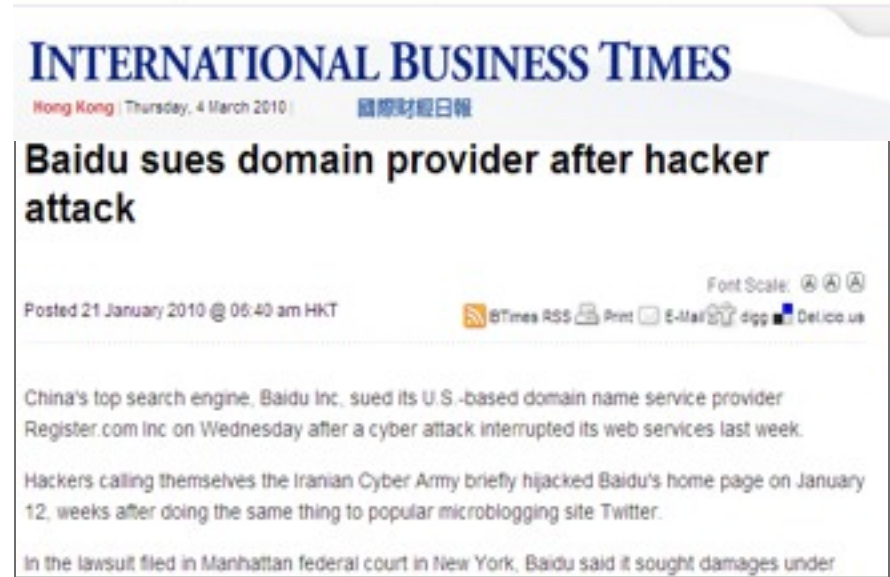 INTERNATIONAL BUSINESS TIMES
Hong Kong | Thursday, 4 March 2010 | 國際財經日報
Baidu sues domain provider after hacker
attack
Font Scale: A A A
Posted 21 January 2010 @ 06:40 am HKT BTimes RSS Print E-Mail digg Del.icio.us
China's top search engine, Baidu Inc, sued its U.S.-based domain name service provider
Register.com Inc on Wednesday after a cyber attack interrupted its web services last week.
Hackers calling themselves the Iranian Cyber Army briefly hijacked Baidu's home page on January
12, weeks after doing the same thing to popular microblogging site Twitter.
In the lawsuit filed in Manhattan federal court in New York, Baidu said it sought damages under